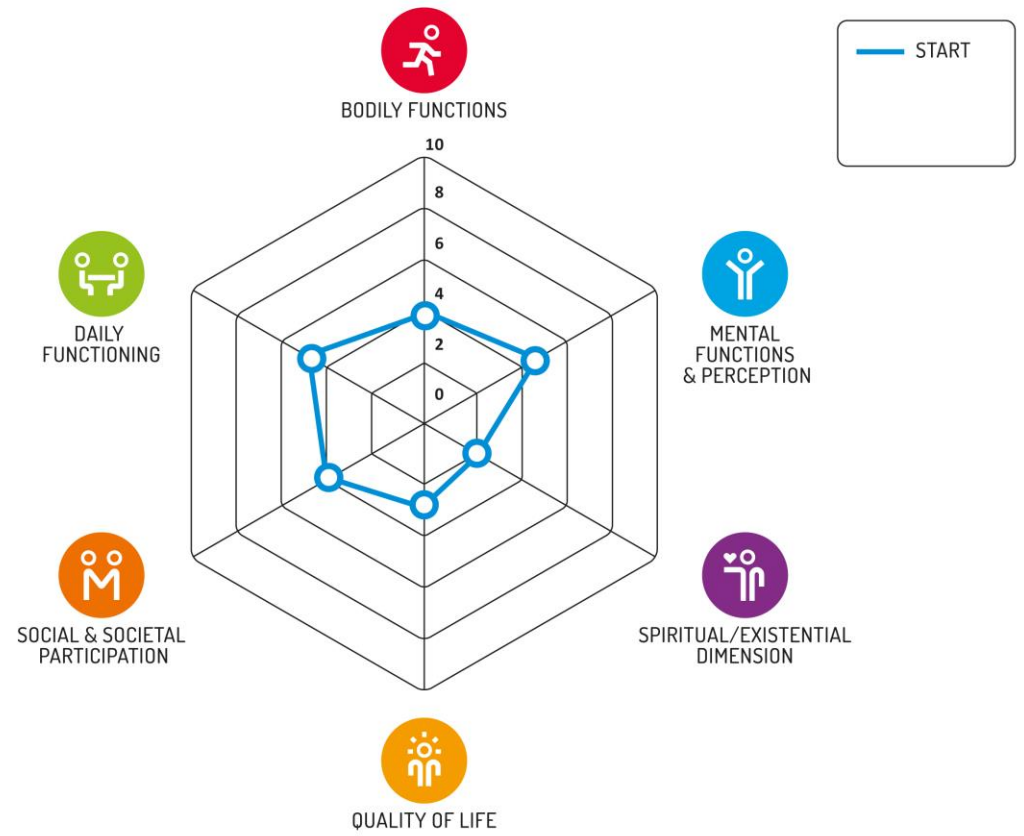 START
BODILY FUNCTIONS
10
8
6
4
2
0
DAILY
FUNCTIONING
MENTAL
FUNCTIONS
& PERCEPTION
SOCIAL & SOCIETAL
PARTICIPATION
SPIRITUAL/EXISTENTIAL
DIMENSION
QUALITY OF LIFE